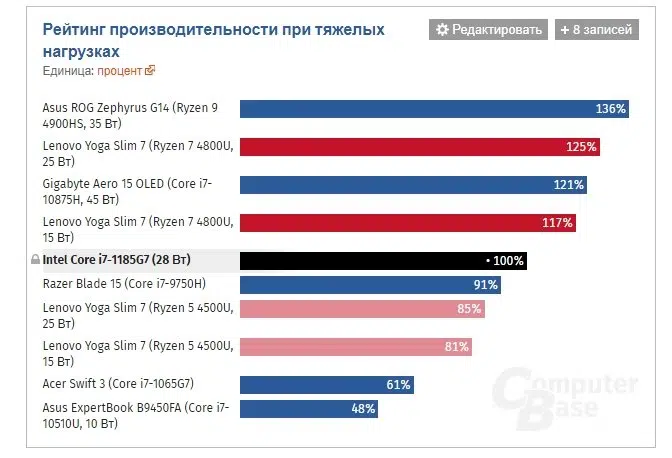 Рейтинг производительности при тяжелых
нагрузках
Редактировать
+ 8 записей
Единица: процент
Asus ROG Zephyrus G14 (Ryzen 9
4900HS, 35 Вт)
136%
Lenovo Yoga Slim 7 (Ryzen 7 4800U,
25 Вт)
125%
Gigabyte Aero 15 OLED (Core i7-
10875H, 45 Вт)
121%
Lenovo Yoga Slim 7 (Ryzen 7 4800U,
15 Вт)
117%
Intel Core i7-1185G7 (28 Вт)
• 100%
Razer Blade 15 (Core i7-9750H)
91%
Lenovo Yoga Slim 7 (Ryzen 5 4500U,
25 Вт)
85%
Lenovo Yoga Slim 7 (Ryzen 5 4500U,
15 Вт)
81%
Acer Swift 3 (Core i7-1065G7)
61%
Asus ExpertBook B9450FA (Core i7-
10510U, 10 Вт)
48%
Computer
Base